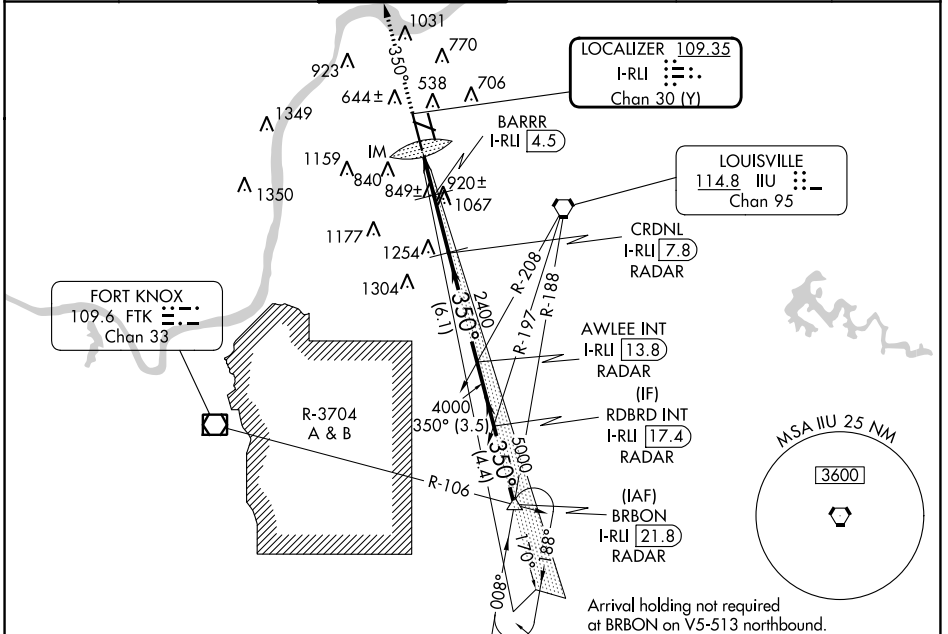 1031
770
923
350°
644±
538
706
LOCALIZER 109.35
I-RLI
Chan 30 (Y)
1349
BARRR
I-RLI 4.5
IM
1159
840
849±
920±
1067
1350
LOUISVILLE
114.8 IIU
Chan 95
1177
1254
CRDNL
I-RLI 7.8
RADAR
R-208
R-188
R-197
1304
FORT KNOX
109.6 FTK
Chan 33
350°
2400
(6.1)
AWLEE INT
I-RLI 13.8
RADAR
R-3704
A & B
4000
350° (3.5)
(IF)
RDBRD INT
I-RLI 17.4
RADAR
MSA IIU 25 NM
3600
350°
5000
(4.4)
R-106
(IAF)
BRBON
I-RLI 21.8
RADAR
170°
188°
008°
Arrival holding not required
at BRBON on V5-513 northbound.